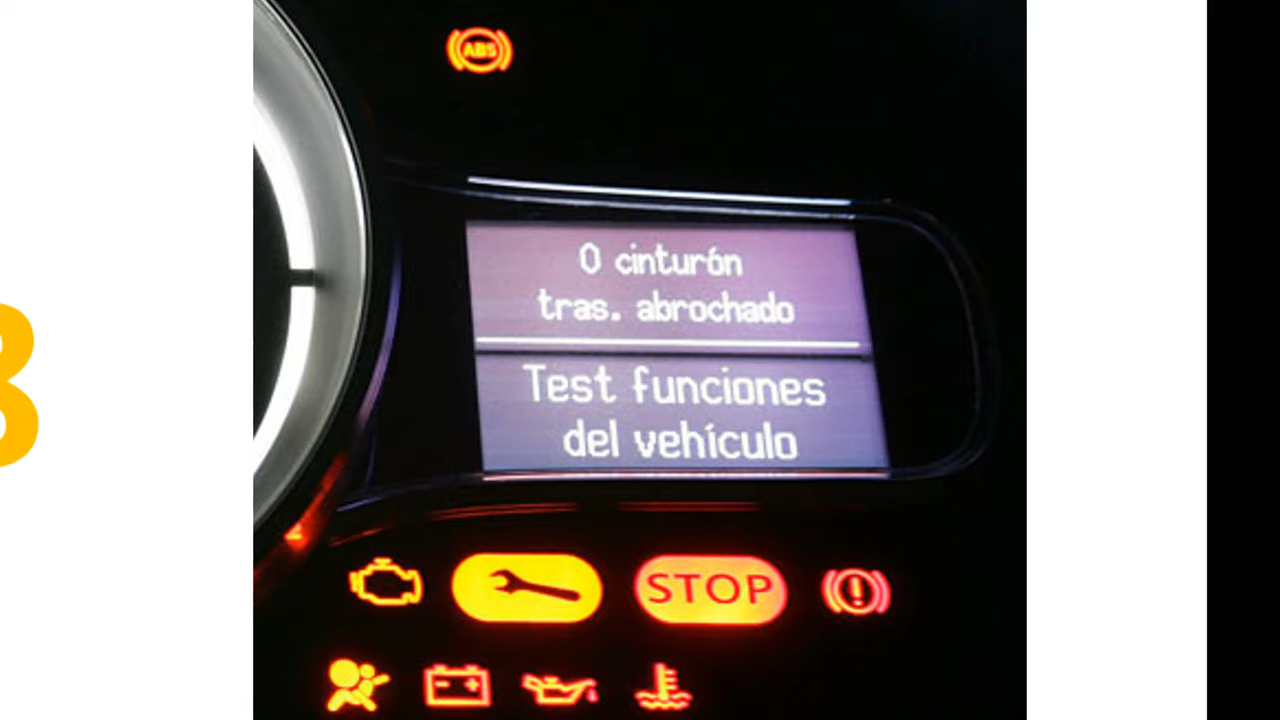 ABS
0 cinturón
tras. abrochado
Test funciones
del vehículo
STOP